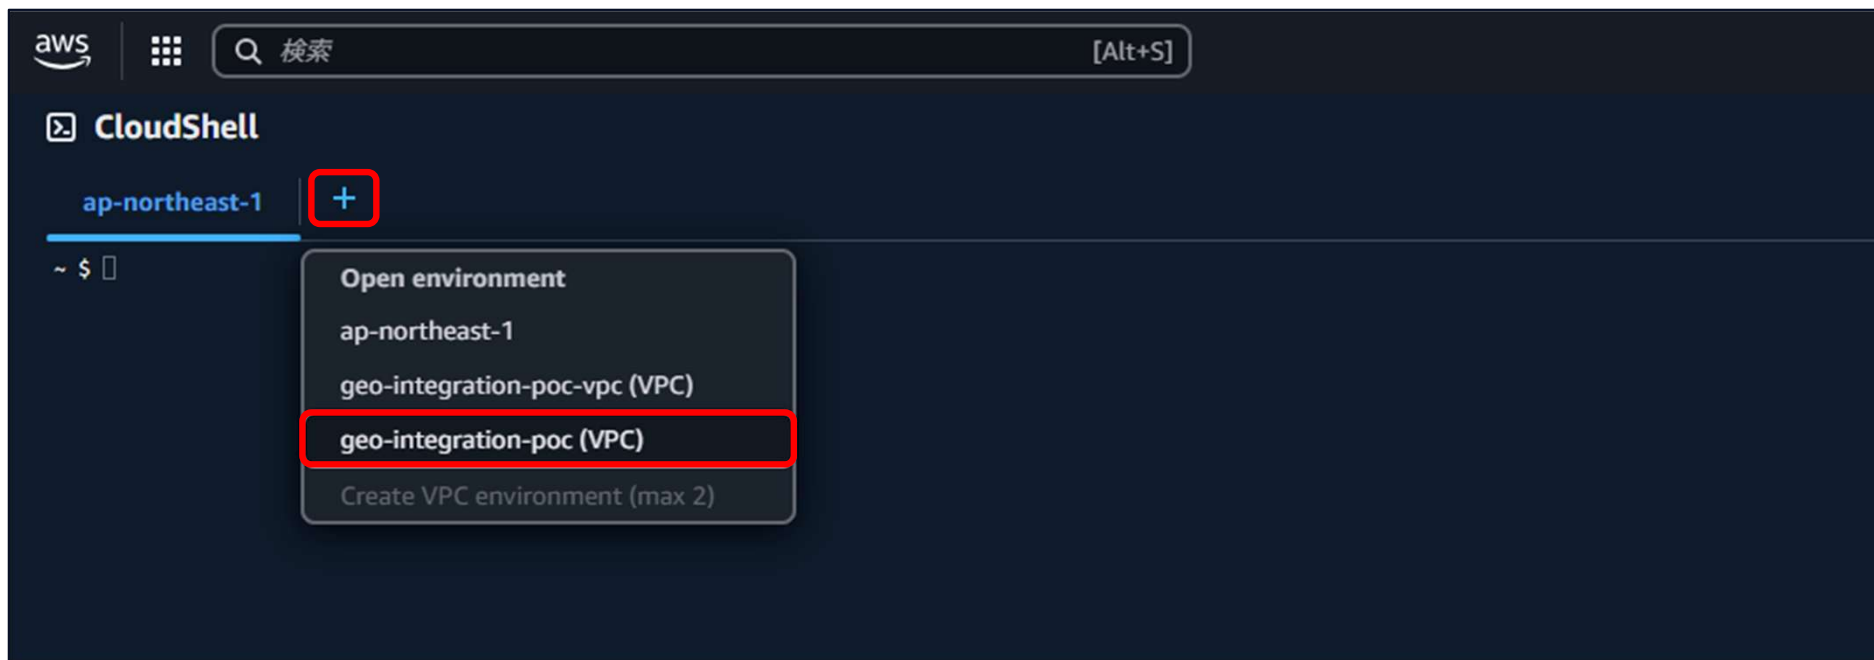 aws
検索 [Alt+S]
CloudShell
ap-northeast-1 +
~ $
Open environment
ap-northeast-1
geo-integration-poc-vpc (VPC)
geo-integration-poc (VPC)
Create VPC environment (max 2)